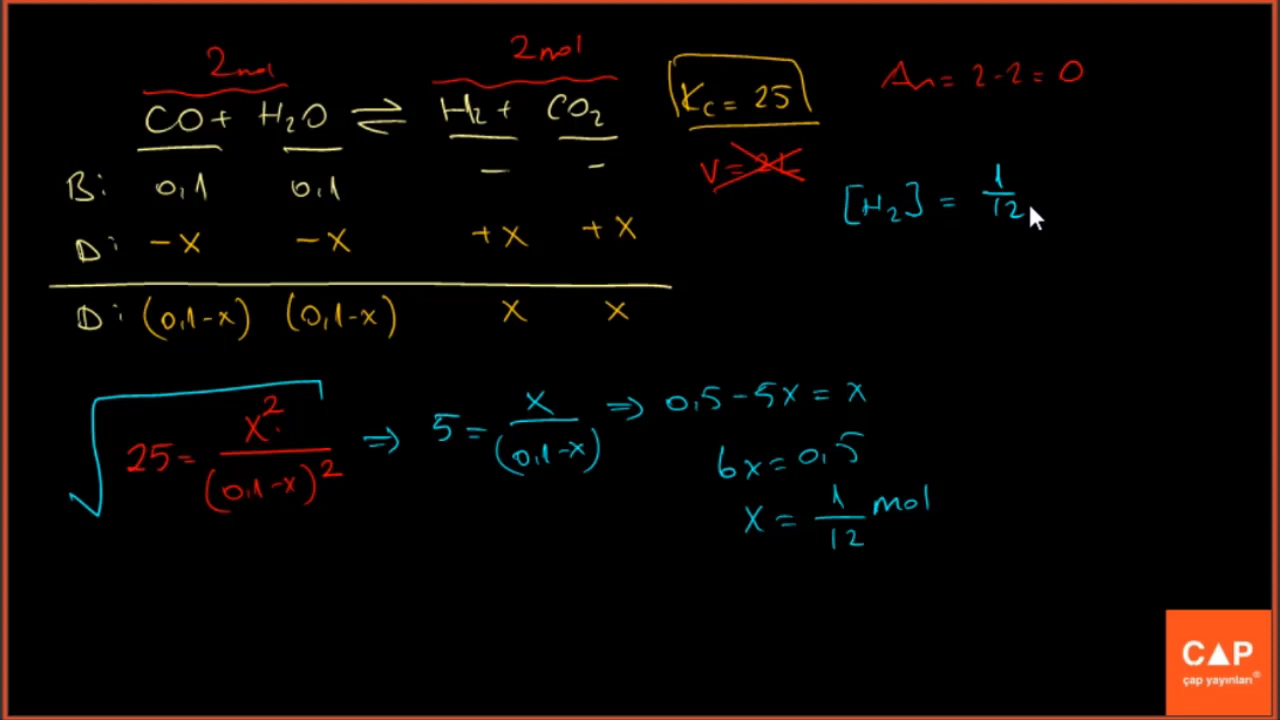 2mol 2mol
CO + H₂O ⇌ H₂ + CO₂ Kc = 25 Δn = 2-2 = 0
B: 0,1 0,1 - - V = 2L
D: -x -x +x +x [H₂] = 1/12
D: (0,1-x) (0,1-x) x x
√25 = x²/(0,1-x)² ⇒ 5 = x/(0,1-x) ⇒ 0,5 - 5x = x
6x = 0,5
x = 1/12 mol
ÇAP
çap yayınları®